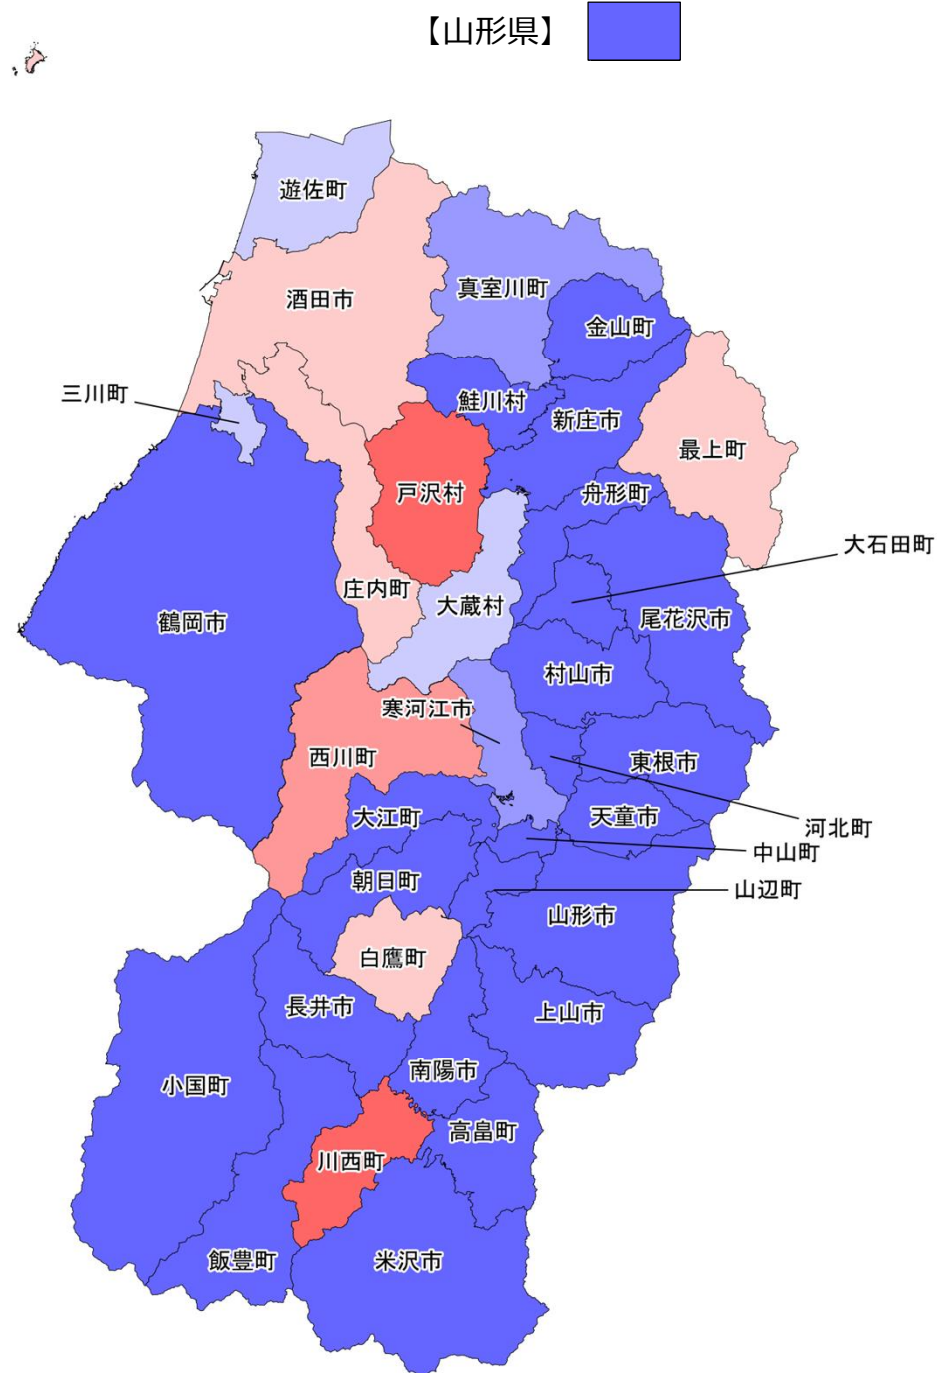 【山形県】
遊佐町
真室川町
酒田市
金山町
三川町
鮭川村
新庄市
最上町
戸沢村
舟形町
大石田町
庄内町
大蔵村
鶴岡市
尾花沢市
村山市
寒河江市
西川町
東根市
大江町
天童市
河北町
中山町
朝日町
山辺町
山形市
白鷹町
長井市
上山市
南陽市
小国町
高畠町
川西町
飯豊町
米沢市